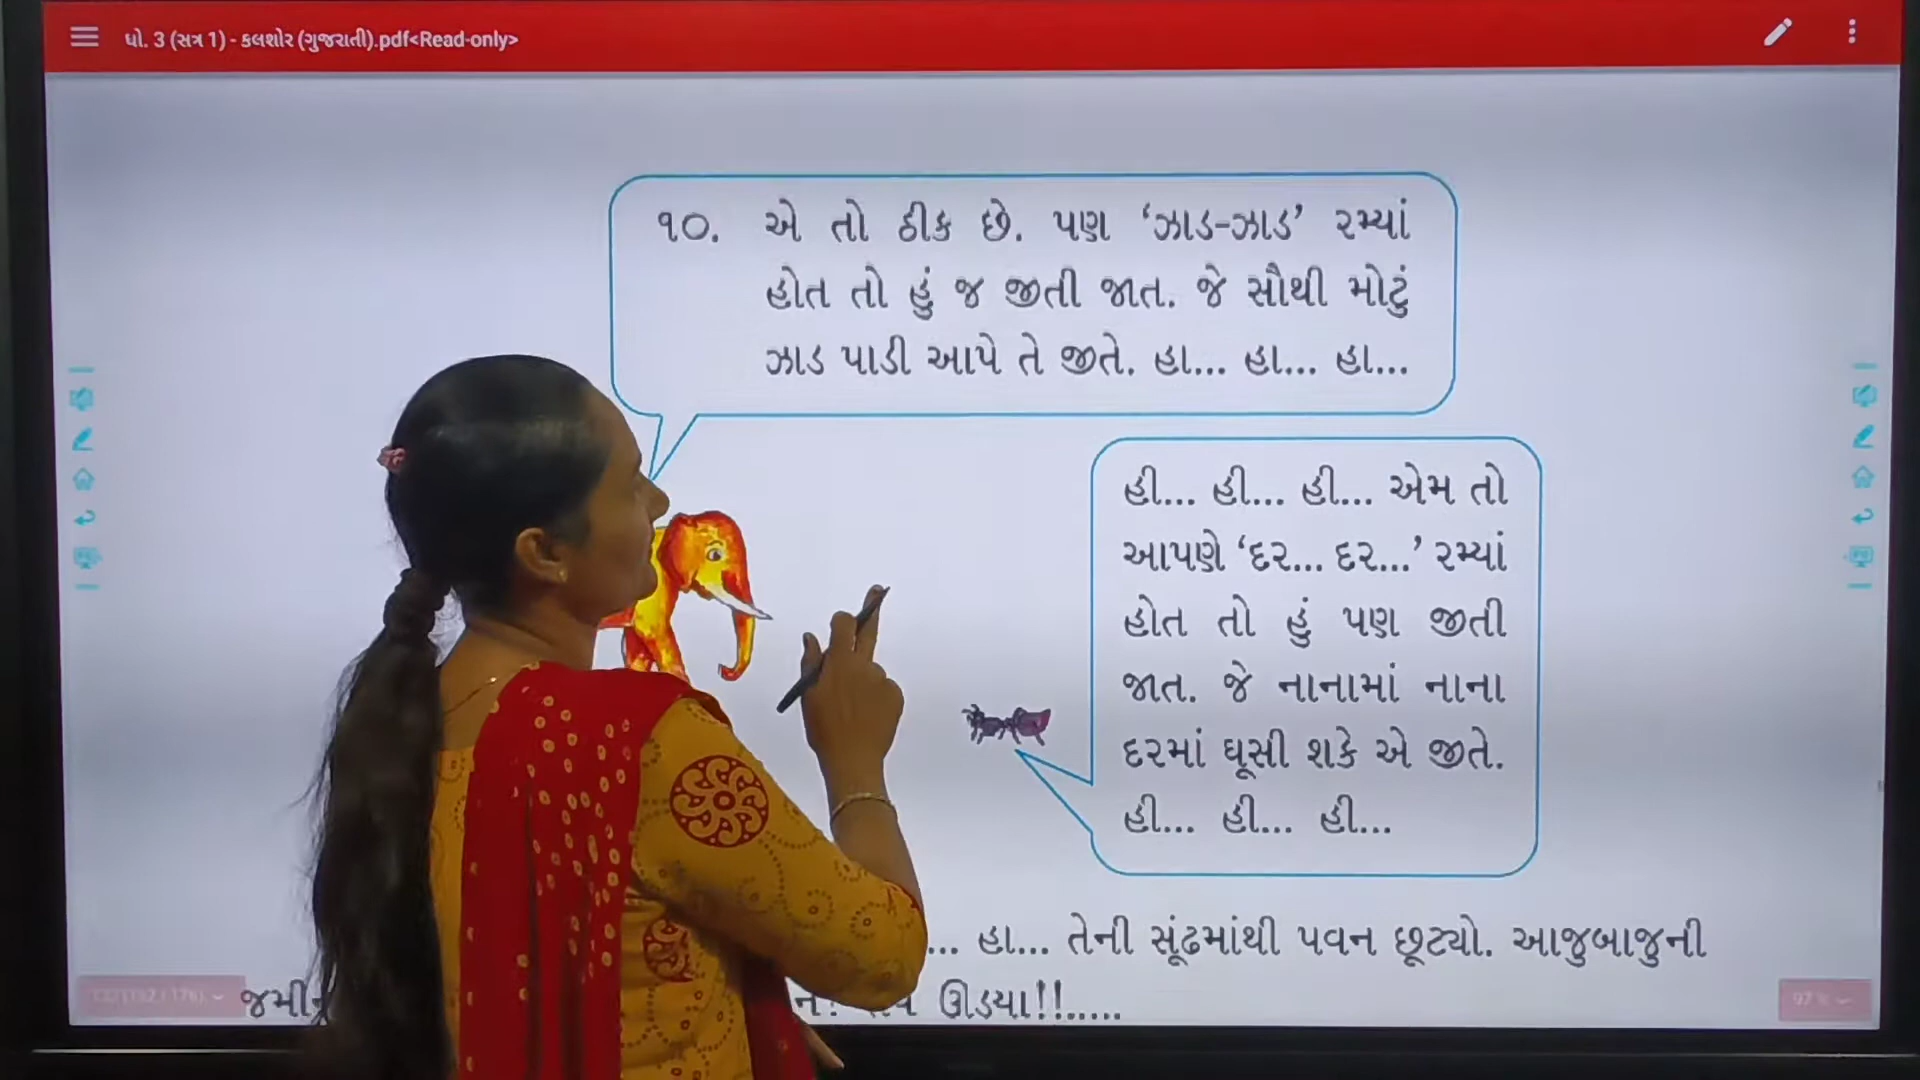 ધો. 3 (સત્ર 1) - કલશોર (ગુજરાતી).pdf<Read-only>
૧૦. એ તો ઠીક છે. પણ ‘ઝાડ-ઝાડ’ રમ્યાં
હોત તો હું જ જીતી જાત. જે સૌથી મોટું
ઝાડ પાડી આપે તે જીતે. હા... હા... હા...
હી... હી... હી... એમ તો
આપણે ‘દર... દર...’ રમ્યાં
હોત તો હું પણ જીતી
જાત. જે નાનામાં નાના
દરમાં ઘૂસી શકે એ જીતે.
હી... હી... હી...
... હા... તેની સૂંઢમાંથી પવન છૂટ્યો. આજુબાજુની
ઊડ્યા!!.....